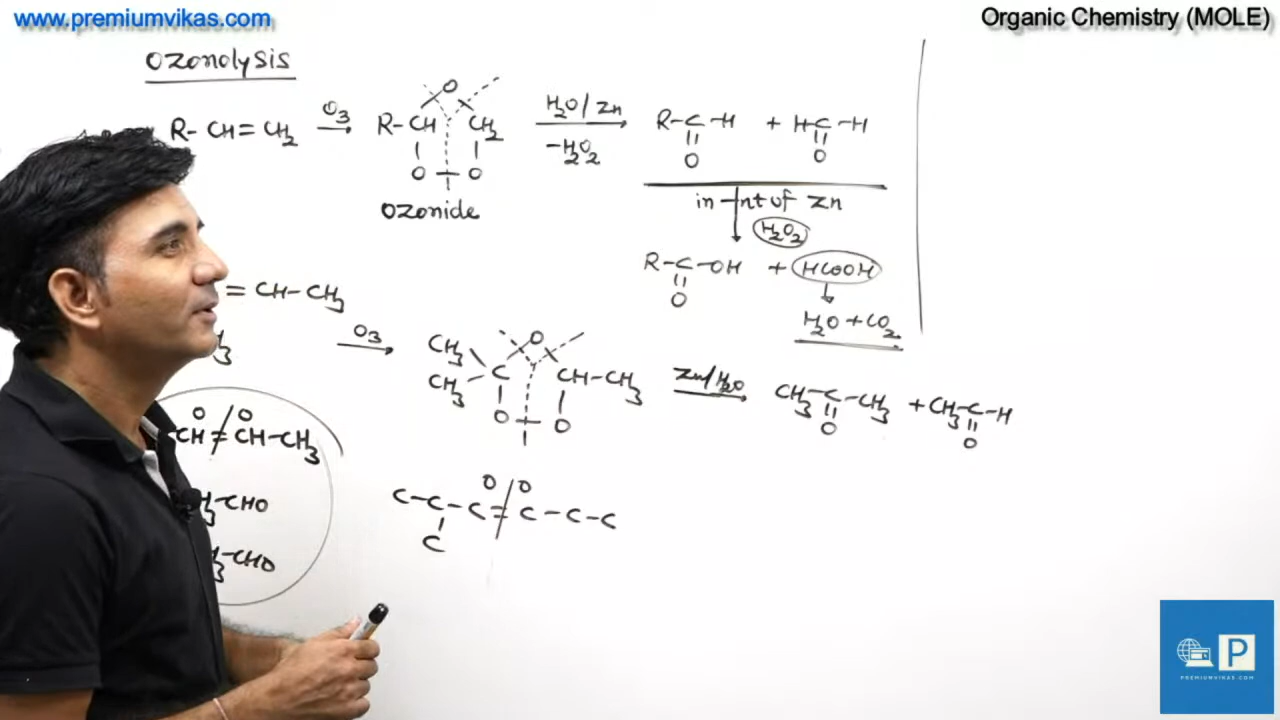 www.premiumvikas.com
Organic Chemistry (MOLE)
Ozonolysis
R-CH=CH2 O3 → R-CH O CH2 O O H2O/Zn → -H2O2 R-C-H O + H-C-H O
Ozonide
in of Zn
H2O2
R-C-OH O + HCOOH
H2O + CO2
= CH-CH3
O3 →
CH3 CH3 C O CH-CH3 O O Zn/H2O → CH3-C-CH3 O + CH3-C-H O
O O
CH=CH-CH3
-CHO
-CHO
O O
C-C-C=C-C-C
C
P
PREMIUMVIKAS.COM